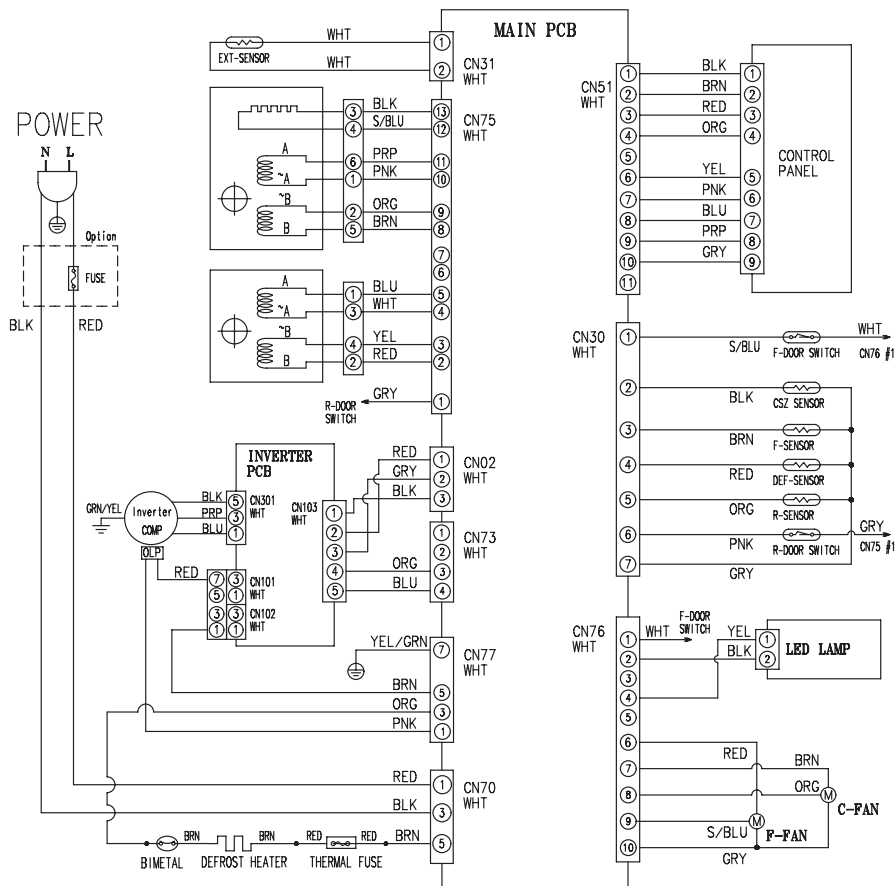 MAIN PCB
POWER
N L
Option
FUSE
BLK RED
WHT
EXT-SENSOR
WHT
1
2
CN31
WHT
3 BLK 13
4 S/BLU 12
CN75
WHT
A
~A
~B
B
6 PRP 11
1 PNK 10
2 ORG 9
5 BRN 8
7
6
A
~A
~B
B
1 BLU 5
3 WHT 4
4 YEL 3
2 RED 2
GRY 1
R-DOOR
SWITCH
INVERTER
PCB
GRN/YEL
Inverter
COMP
OLP
BLK 5
PRP 3
BLU 1
CN301
WHT
CN103
WHT
1
2
3
4
5
RED 1
GRY 2
BLK 3
CN02
WHT
1
2
ORG 3
BLU 4
CN73
WHT
RED 7 3
5 1
CN101
WHT
3 3
1 1
CN102
WHT
YEL/GRN 7
BRN 5
ORG 3
PNK 1
CN77
WHT
RED 1
BLK 3
BRN 5
CN70
WHT
BRN BRN RED RED
BIMETAL DEFROST HEATER THERMAL FUSE
CN51
WHT
1 BLK 1
2 BRN 2
3 RED 3
4 ORG 4
5
6 YEL 5
7 PNK 6
8 BLU 7
9 PRP 8
10 GRY 9
11
CONTROL
PANEL
CN30
WHT
1 S/BLU F-DOOR SWITCH WHT
CN76 #1
2 BLK CSZ SENSOR
3 BRN F-SENSOR
4 RED DEF-SENSOR
5 ORG R-SENSOR
6 PNK R-DOOR SWITCH GRY
CN75 #1
7 GRY
CN76
WHT
1 WHT
F-DOOR
SWITCH
2
3
4
5
6
7
8
9
10
YEL 1
BLK 2
LED LAMP
RED
BRN
ORG
M
C-FAN
M
S/BLU F-FAN
GRY